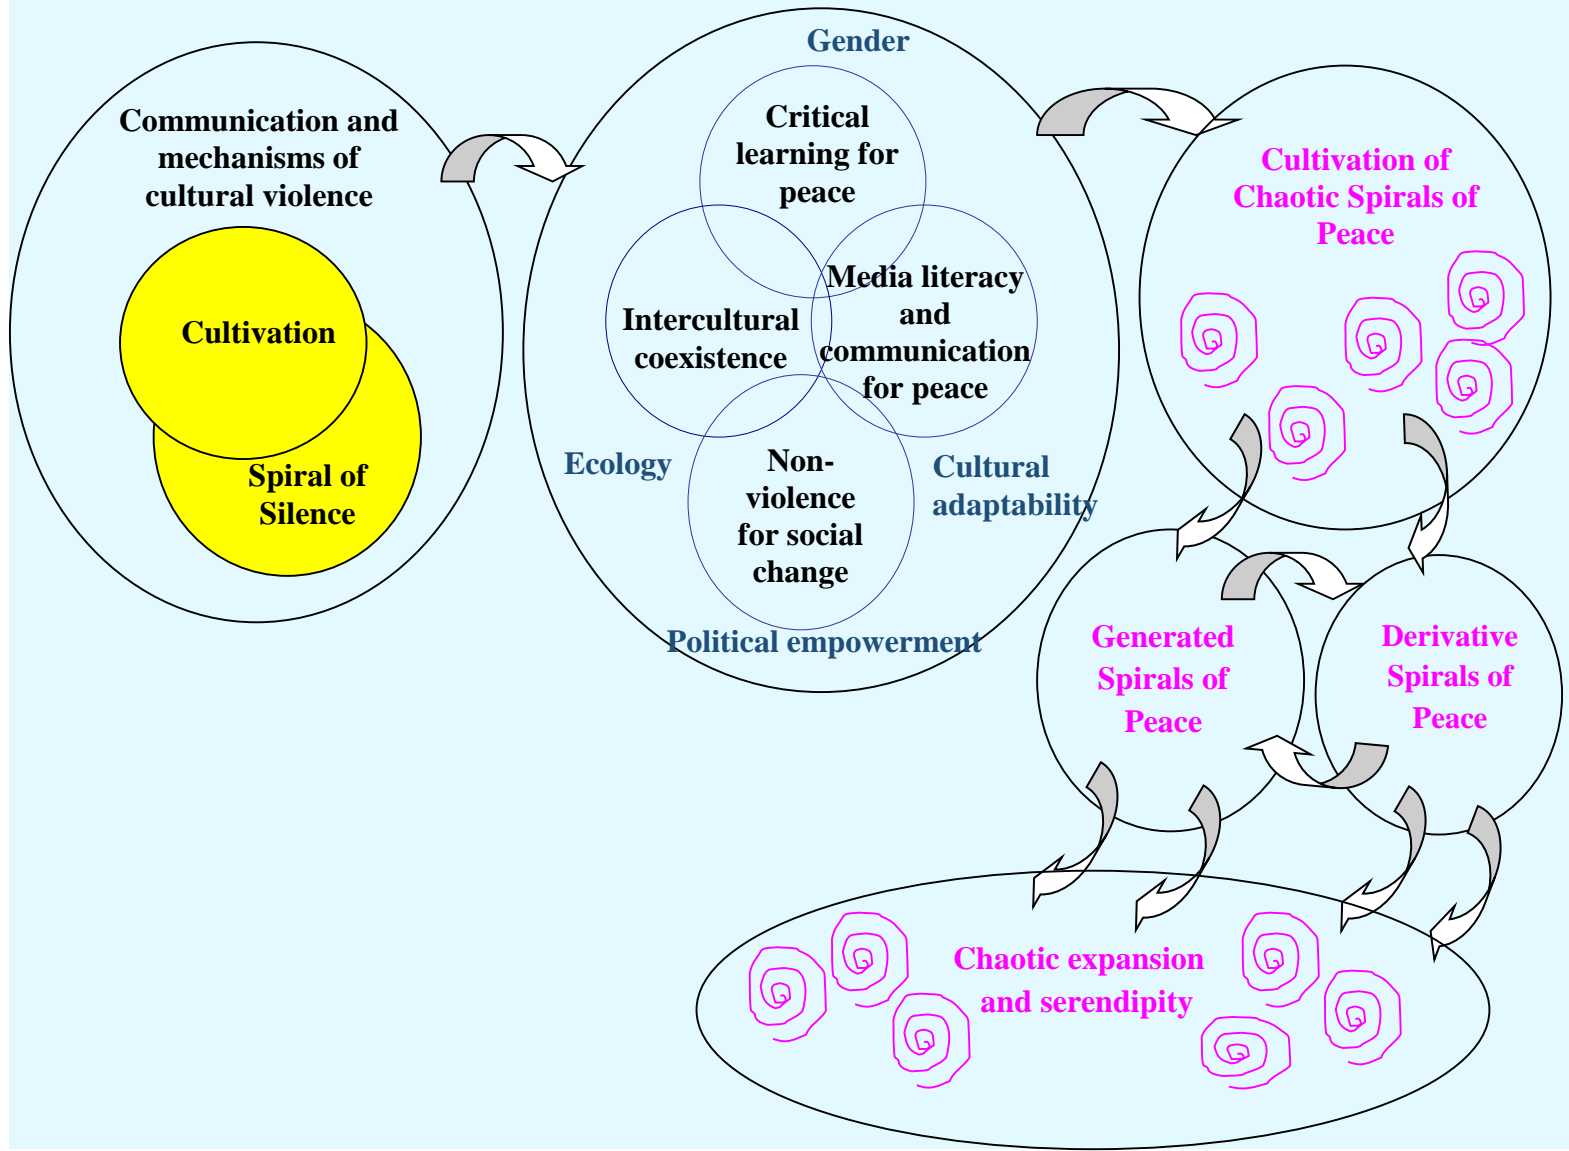 Communication and
mechanisms of
cultural violence
Cultivation
Spiral of
Silence
Gender
Critical
learning for
peace
Intercultural
coexistence
Media literacy
and
communication
for peace
Ecology
Non-
violence
for social
change
Cultural
adaptability
Political empowerment
Cultivation of
Chaotic Spirals of
Peace
Generated
Spirals of
Peace
Derivative
Spirals of
Peace
Chaotic expansion
and serendipity